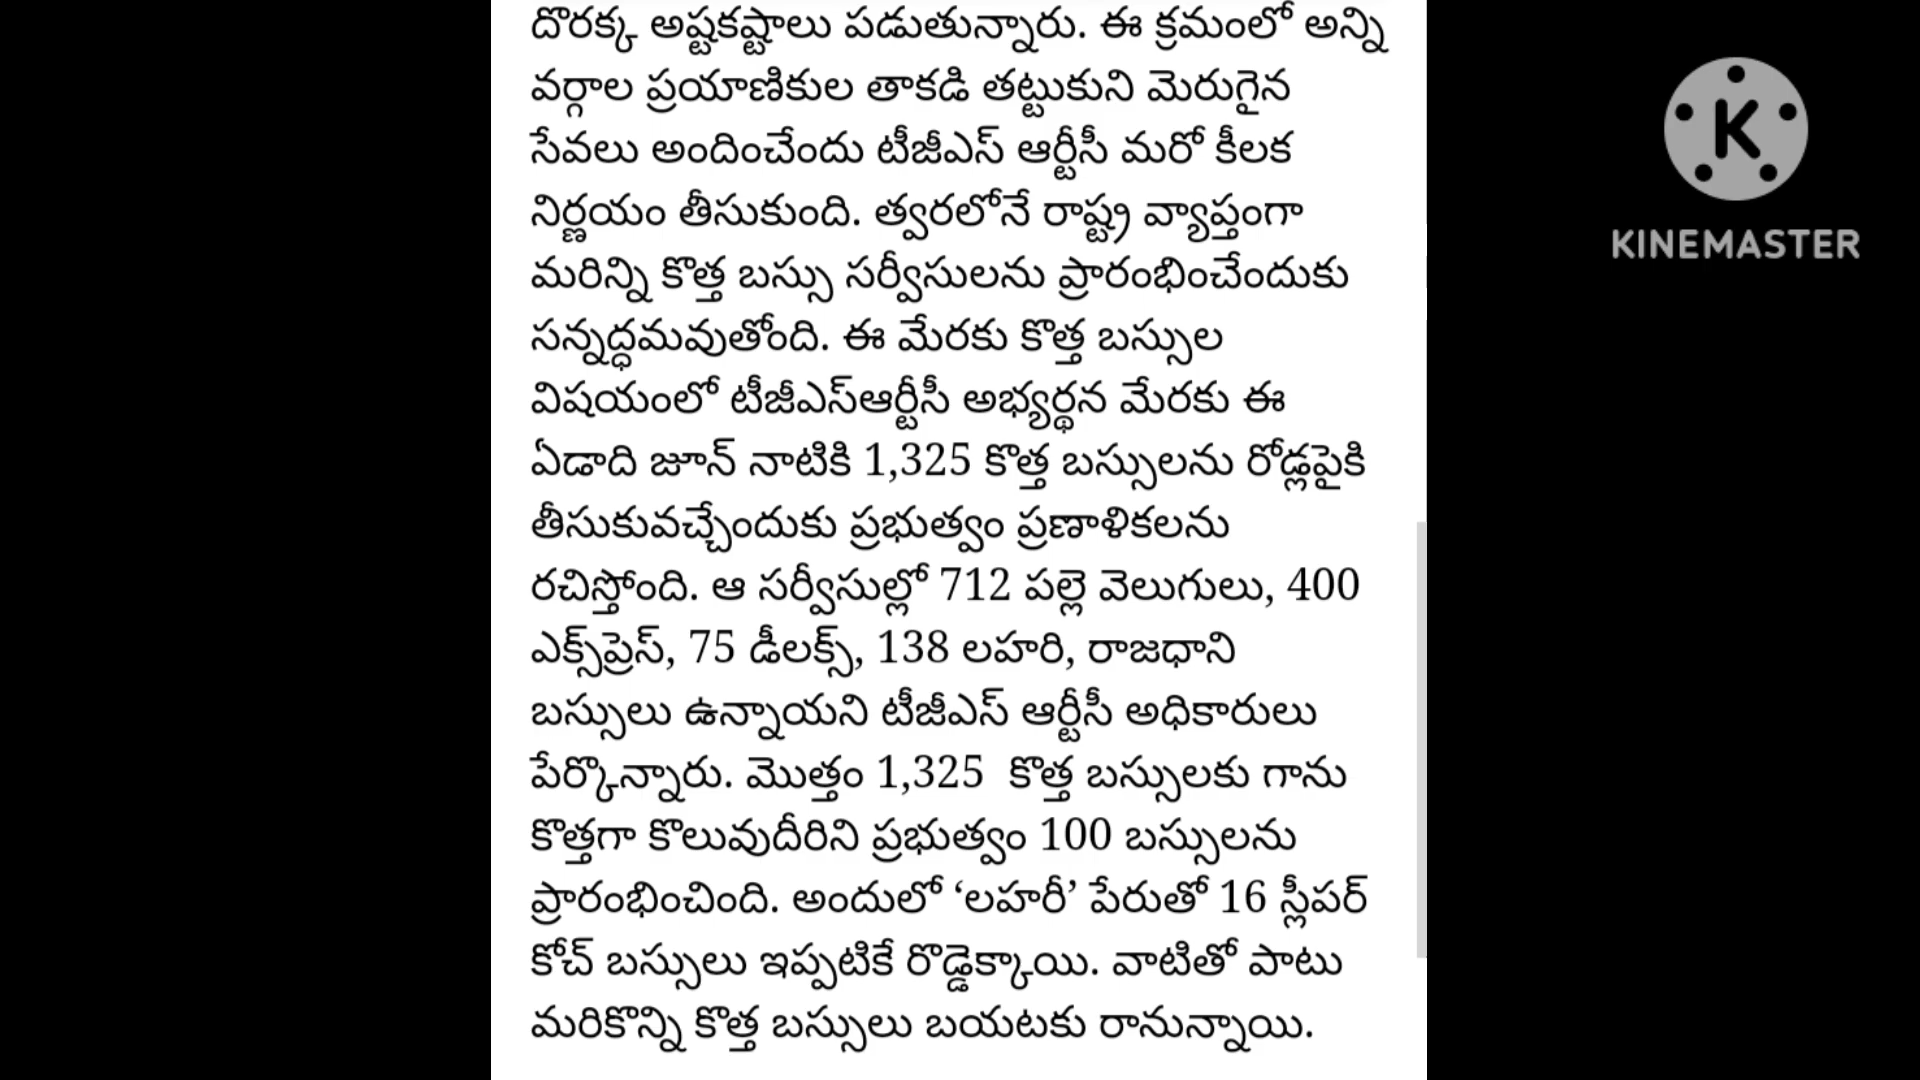 దొరక్క అష్టకష్టాలు పడుతున్నారు. ఈ క్రమంలో అన్ని
వర్గాల ప్రయాణికుల తాకడి తట్టుకుని మెరుగైన
సేవలు అందించేందు టీజీఎస్ ఆర్టీసీ మరో కీలక
నిర్ణయం తీసుకుంది. త్వరలోనే రాష్ట్ర వ్యాప్తంగా
మరిన్ని కొత్త బస్సు సర్వీసులను ప్రారంభించేందుకు
సన్నద్ధమవుతోంది. ఈ మేరకు కొత్త బస్సుల
విషయంలో టీజీఎస్ఆర్టీసీ అభ్యర్థన మేరకు ఈ
ఏడాది జూన్ నాటికి 1,325 కొత్త బస్సులను రోడ్లపైకి
తీసుకువచ్చేందుకు ప్రభుత్వం ప్రణాళికలను
రచిస్తోంది. ఆ సర్వీసుల్లో 712 పల్లె వెలుగులు, 400
ఎక్స్‌ప్రెస్, 75 డీలక్స్, 138 లహరి, రాజధాని
బస్సులు ఉన్నాయని టీజీఎస్ ఆర్టీసీ అధికారులు
పేర్కొన్నారు. మొత్తం 1,325 కొత్త బస్సులకు గాను
కొత్తగా కొలువుదీరిని ప్రభుత్వం 100 బస్సులను
ప్రారంభించింది. అందులో ‘లహరీ’ పేరుతో 16 స్లీపర్
కోచ్ బస్సులు ఇప్పటికే రొడ్డెక్కాయి. వాటితో పాటు
మరికొన్ని కొత్త బస్సులు బయటకు రానున్నాయి.
K
KINEMASTER